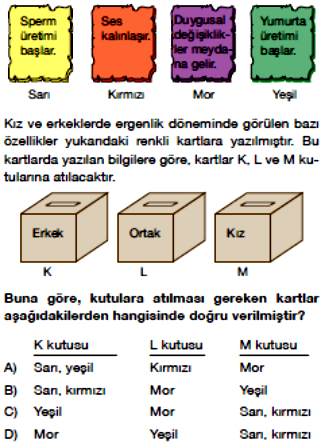 Sperm
üretimi
başlar.
Ses
kalınlaşır.
Duygusal
değişiklik-
ler meyda-
na gelir.
Yumurta
üretimi
başlar.
Sarı Kırmızı Mor Yeşil
Kız ve erkeklerde ergenlik döneminde görülen bazı
özellikler yukarıdaki renkli kartlara yazılmıştır. Bu
kartlarda yazılan bilgilere göre, kartlar K, L ve M ku-
tularına atılacaktır.
Erkek Ortak Kız
K L M
Buna göre, kutulara atılması gereken kartlar
aşağıdakilerden hangisinde doğru verilmiştir?
K kutusu L kutusu M kutusu
A) Sarı, yeşil Kırmızı Mor
B) Sarı, kırmızı Mor Yeşil
C) Yeşil Mor Sarı, kırmızı
D) Mor Yeşil Sarı, kırmızı